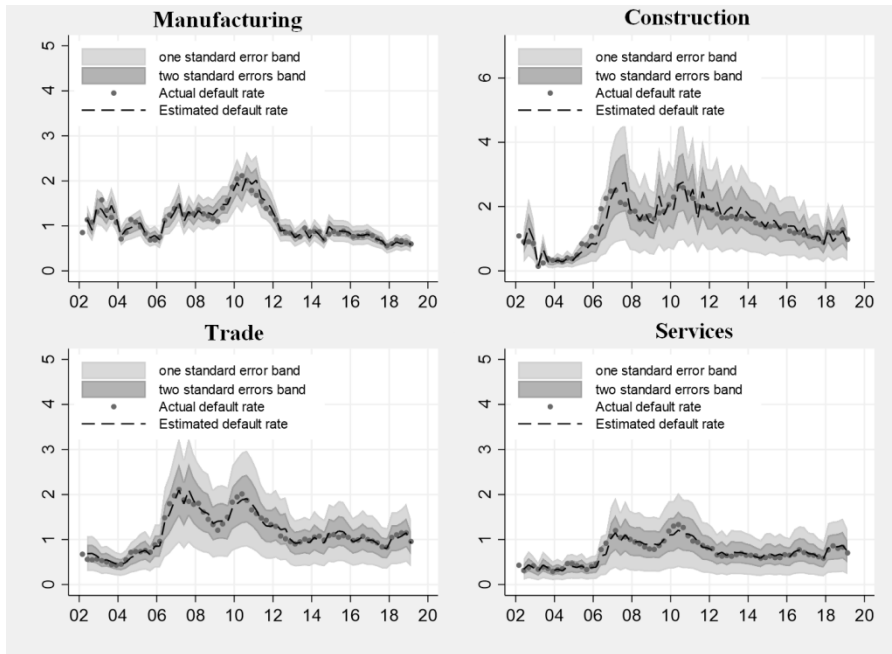 Manufacturing
5
4
3
2
1
0
one standard error band
two standard errors band
Actual default rate
Estimated default rate
02 04 06 08 10 12 14 16 18 20
Construction
6
4
2
0
one standard error band
two standard errors band
Actual default rate
Estimated default rate
02 04 06 08 10 12 14 16 18 20
Trade
5
4
3
2
1
0
one standard error band
two standard errors band
Actual default rate
Estimated default rate
02 04 06 08 10 12 14 16 18 20
Services
5
4
3
2
1
0
one standard error band
two standard errors band
Actual default rate
Estimated default rate
02 04 06 08 10 12 14 16 18 20